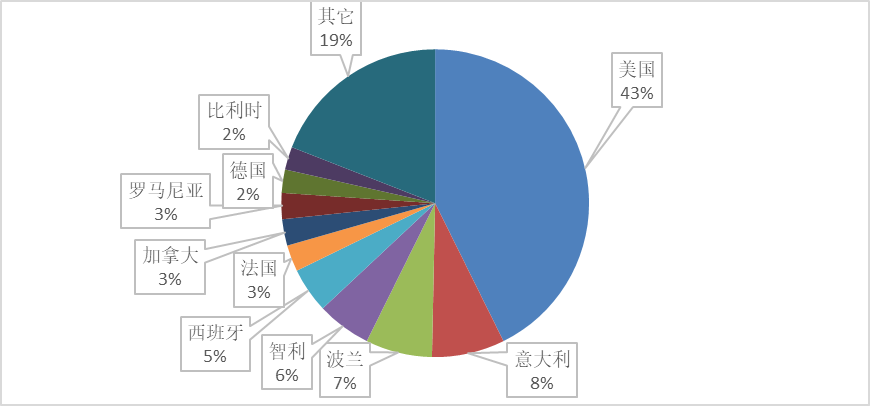 其它
19%
美国
43%
比利时
2%
德国
2%
罗马尼亚
3%
加拿大
3%
法国
3%
西班牙
5%
智利
6%
波兰
7%
意大利
8%